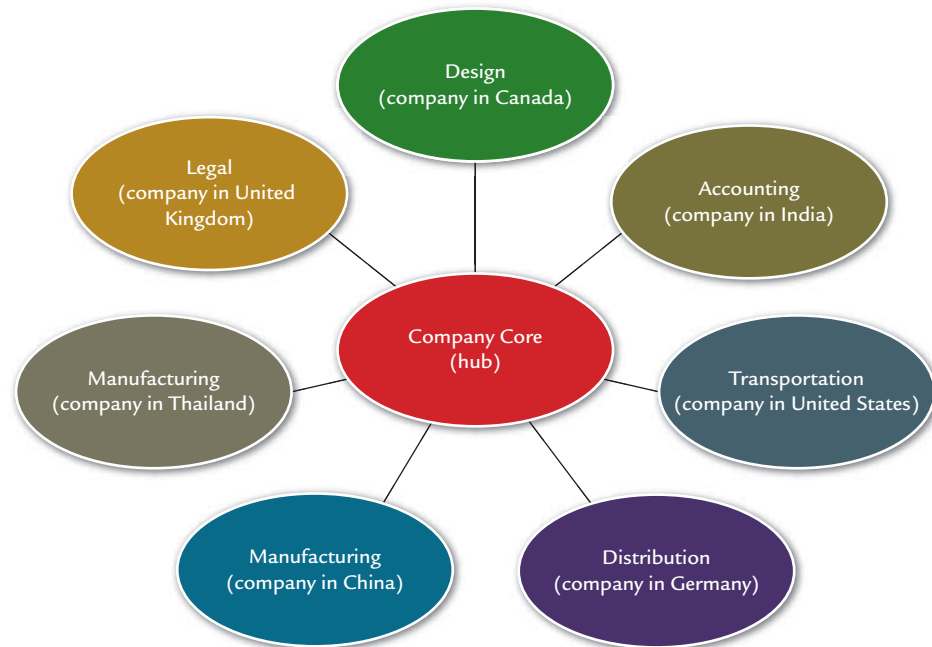 Design
(company in Canada)
Legal
(company in United
Kingdom)
Accounting
(company in India)
Company Core
(hub)
Manufacturing
(company in Thailand)
Transportation
(company in United States)
Manufacturing
(company in China)
Distribution
(company in Germany)